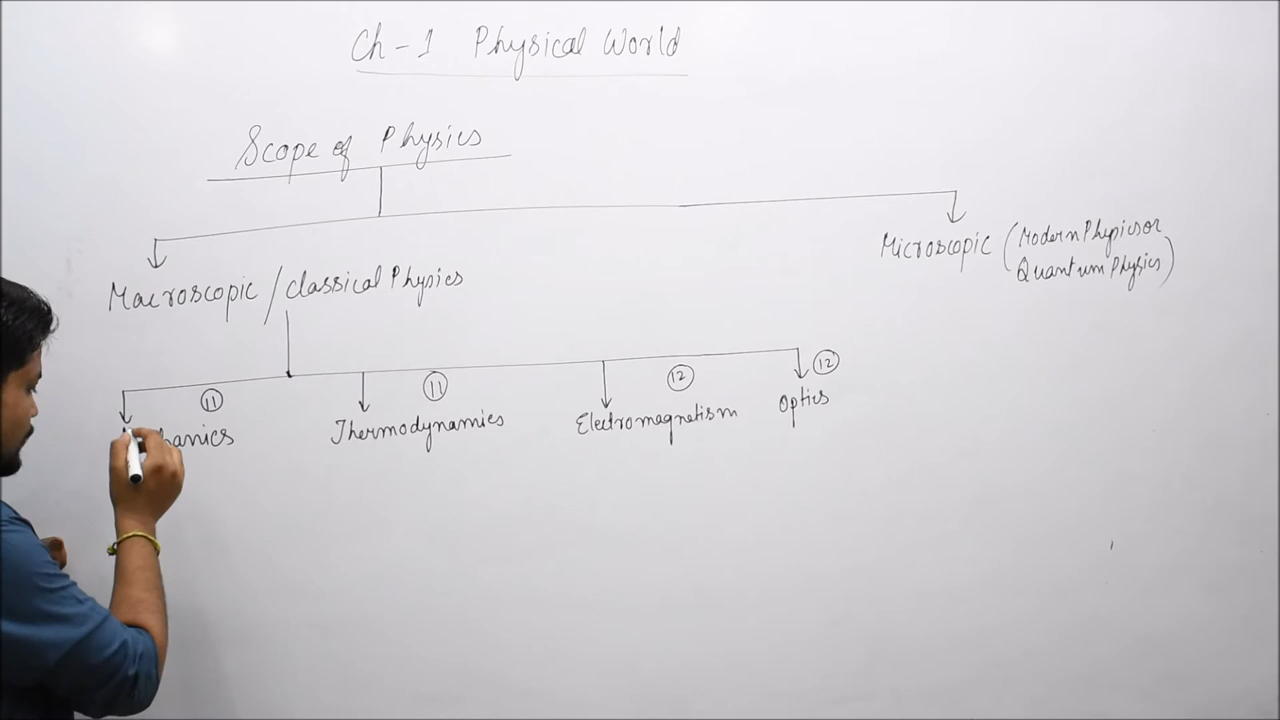 Ch-1 Physical World
Scope of Physics
Macroscopic / classical Physics
Microscopic (Modern Physics or
Quantum Physics)
11 11 12 12
Thermodynamics Electromagnetism Optics